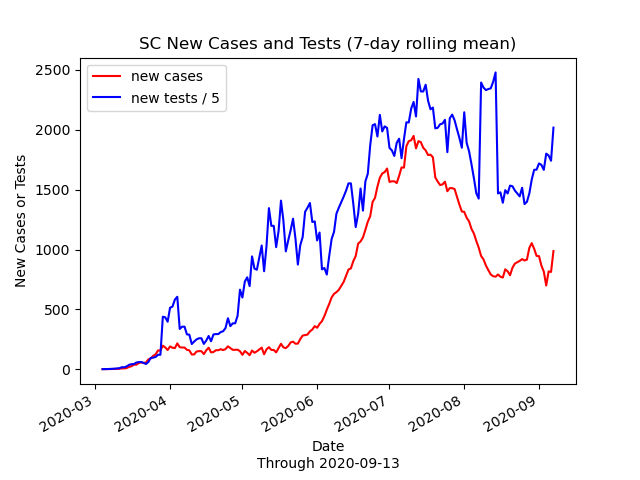 SC New Cases and Tests (7-day rolling mean)
new cases
new tests / 5
New Cases or Tests
2500
2000
1500
1000
500
0
2020-03
2020-04
2020-05
2020-06
2020-07
2020-08
2020-09
Date
Through 2020-09-13